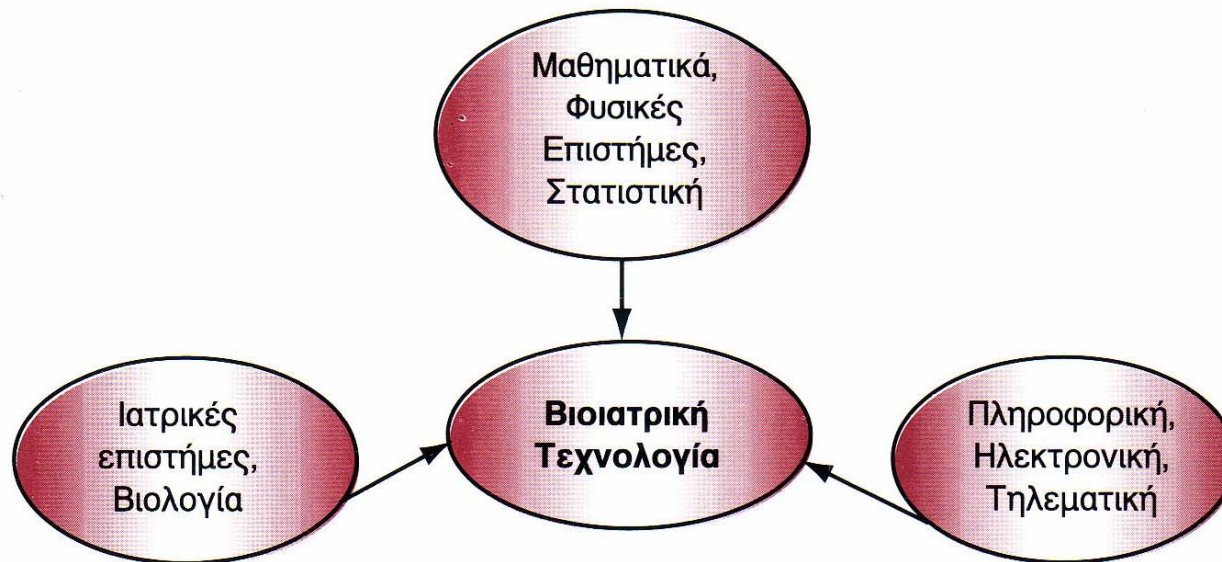 Μαθηματικά,
Φυσικές
Επιστήμες,
Στατιστική
Ιατρικές
επιστήμες,
Βιολογία
Βιοιατρική
Τεχνολογία
Πληροφορική,
Ηλεκτρονική,
Τηλεματική